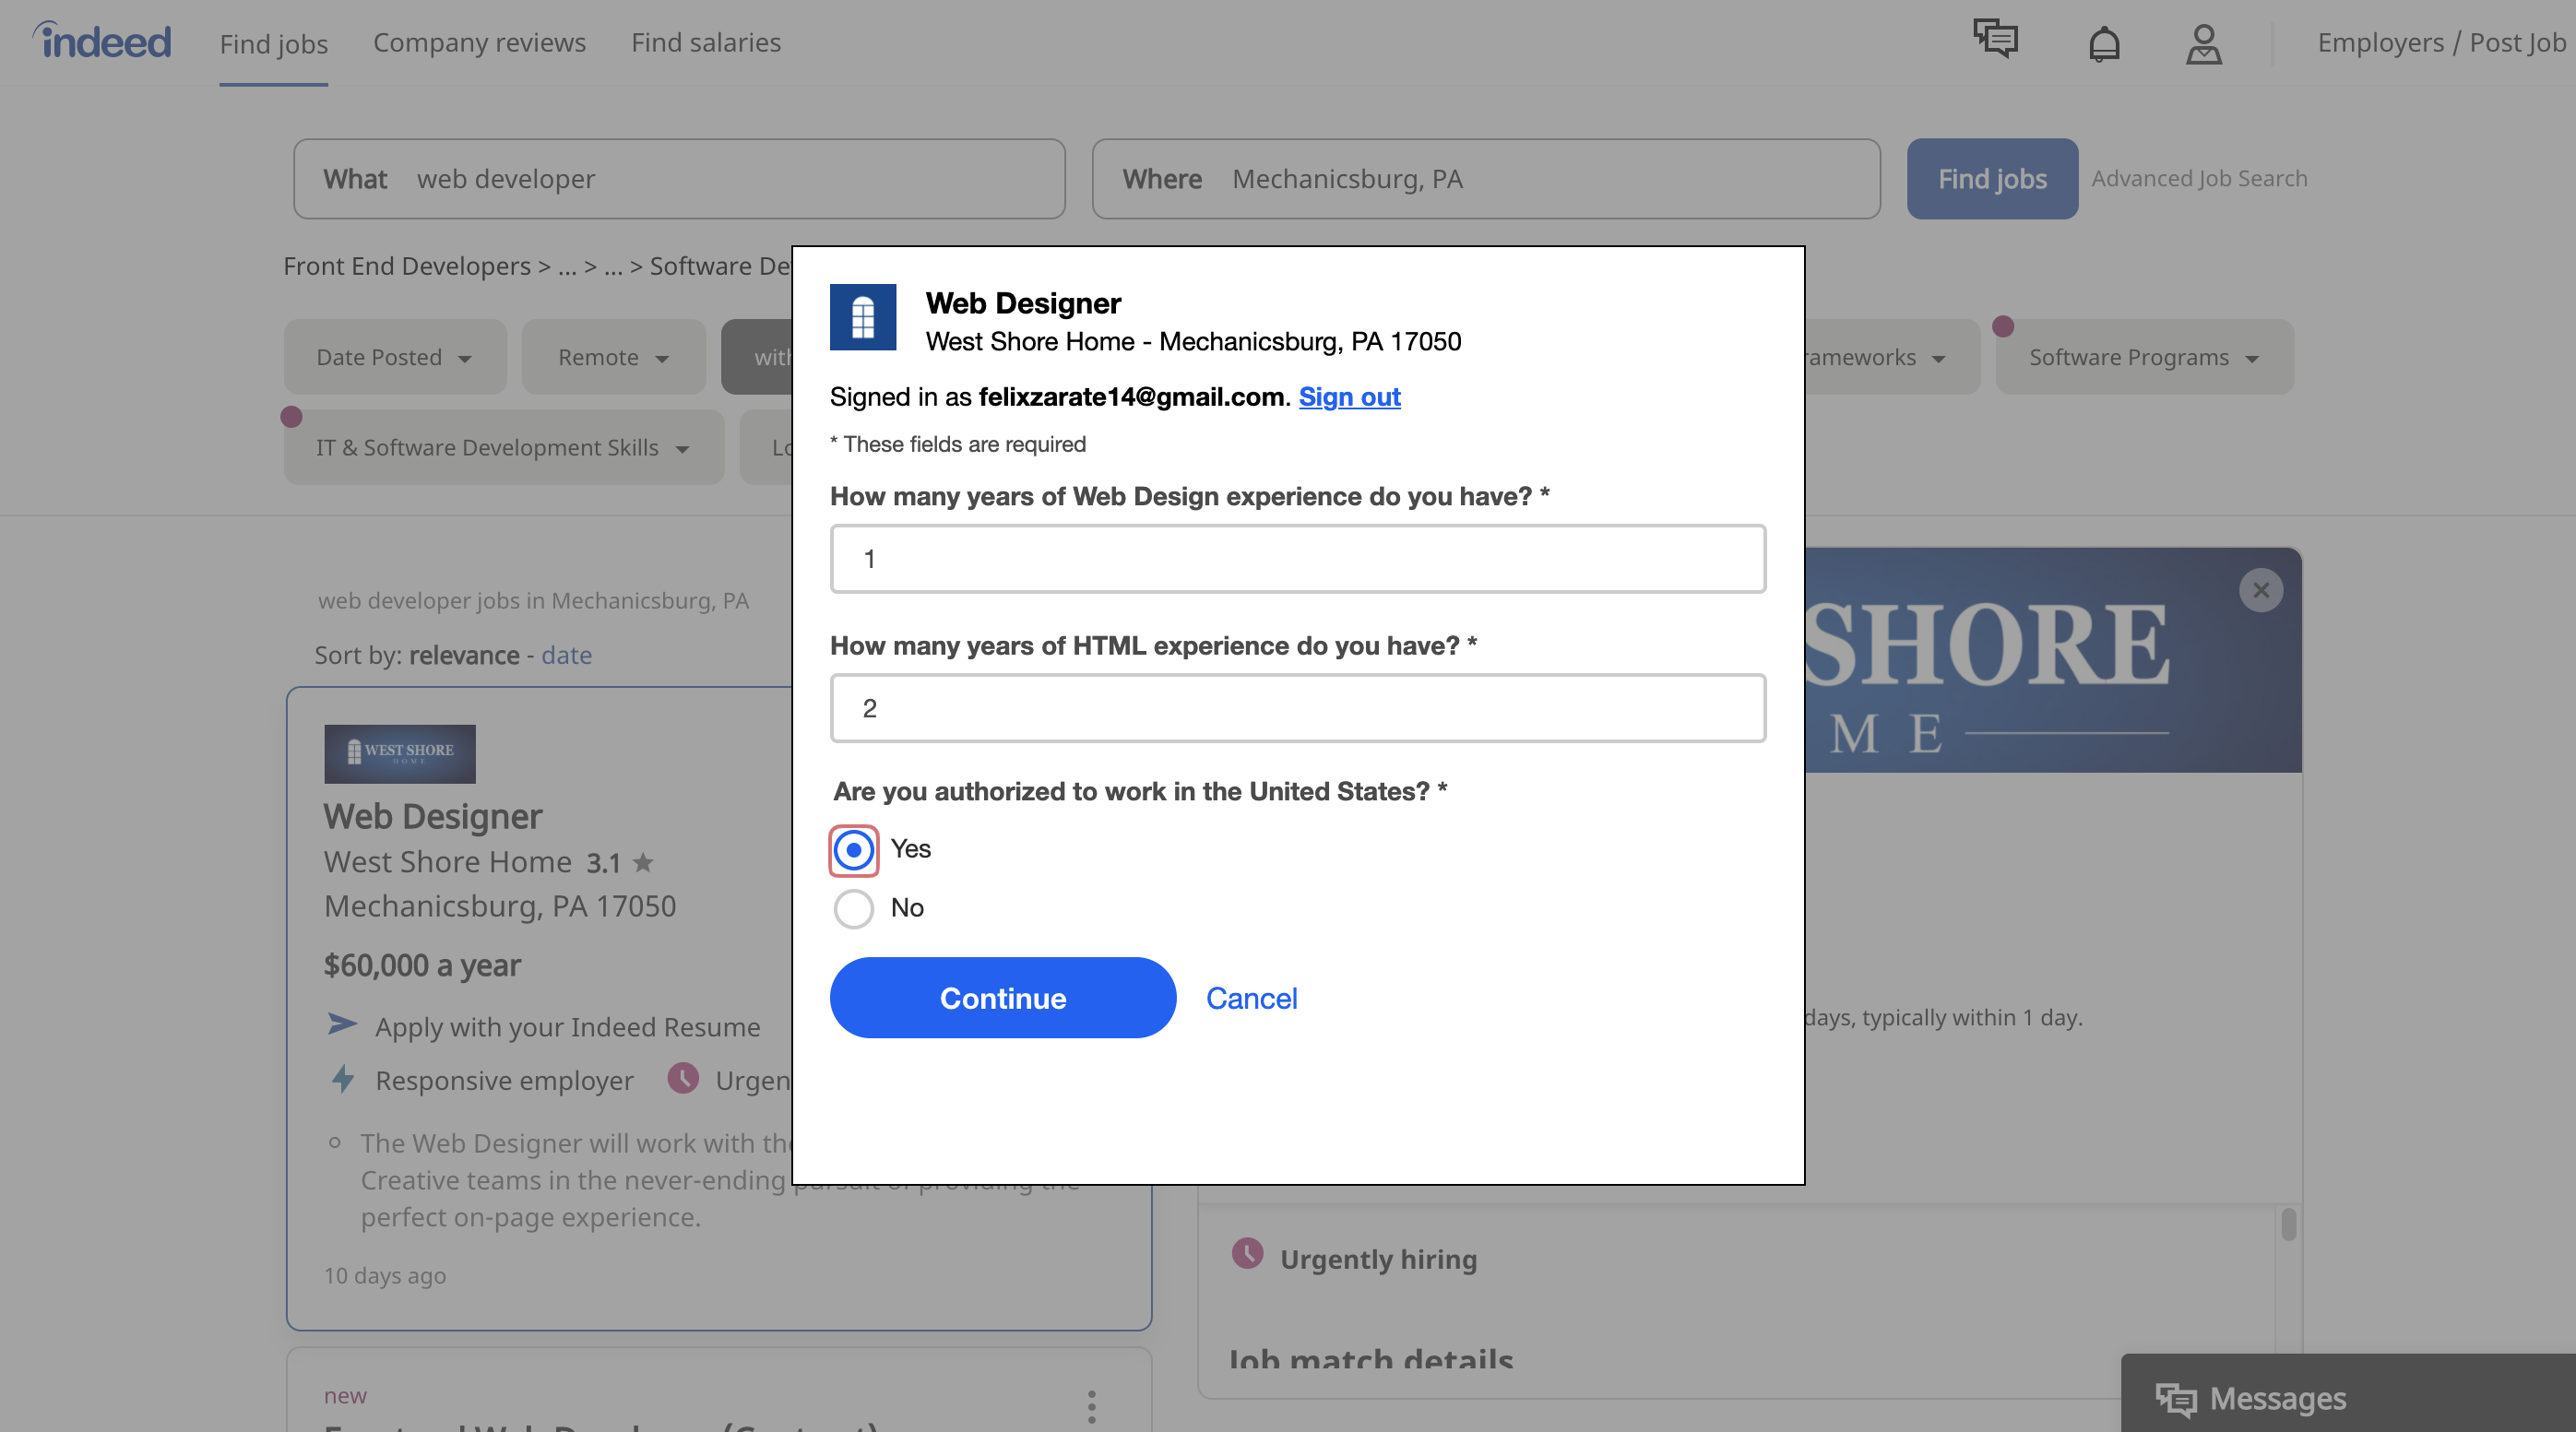 indeed
Find jobs
Company reviews
Find salaries
Employers / Post Job
What web developer
Where Mechanicsburg, PA
Find jobs
Advanced Job Search
Front End Developers > ... > ... > Software
Date Posted
Remote
Software Programs
IT & Software Development Skills
Web Designer
West Shore Home - Mechanicsburg, PA 17050
Signed in as felixzarate14@gmail.com. Sign out
* These fields are required
How many years of Web Design experience do you have? *
1
How many years of HTML experience do you have? *
2
Are you authorized to work in the United States? *
Yes
No
Continue
Cancel
web developer jobs in Mechanicsburg, PA
Sort by: relevance - date
WEST SHORE
HOME
Web Designer
West Shore Home 3.1
Mechanicsburg, PA 17050
$60,000 a year
Apply with your Indeed Resume
Responsive employer
The Web Designer will work with the
Creative teams in the never-ending pursuit of providing the
perfect on-page experience.
10 days ago
new
SHORE
M E
days, typically within 1 day.
Urgently hiring
Job match details
Messages